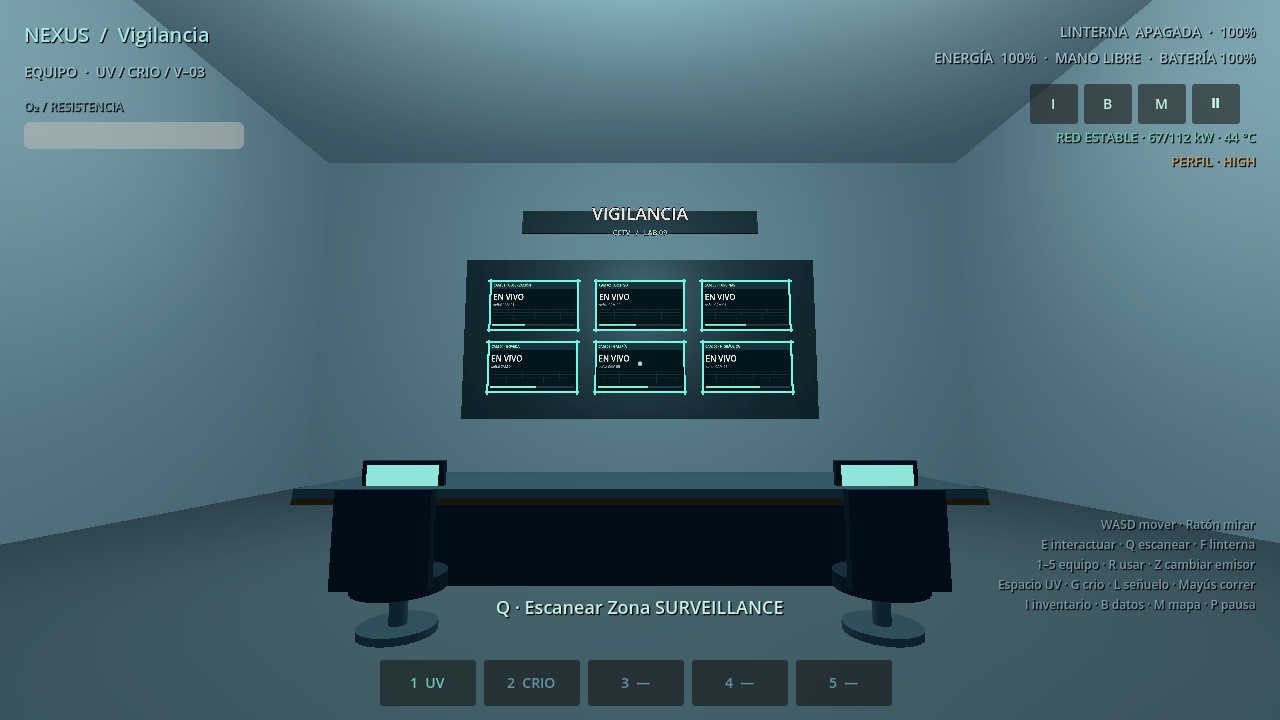 NEXUS / Vigilancia
EQUIPO · UV / CRIO / V-03
O₂ / RESISTENCIA
LINTERNA APAGADA · 100%
ENERGÍA 100% · MANO LIBRE · BATERÍA 100%
I
B
M
II
RED ESTABLE · 67/112 kW · 44 °C
PERFIL · HIGH
VIGILANCIA
CCTV / LAB 09
EN VIVO
EN VIVO
EN VIVO
EN VIVO
EN VIVO
EN VIVO
WASD mover · Ratón mirar
E interactuar · Q escanear · F linterna
1–5 equipo · R usar · Z cambiar emisor
Espacio UV · G crio · L señuelo · Mayús correr
I inventario · B datos · M mapa · P pausa
Q · Escanear Zona SURVEILLANCE
1 UV
2 CRIO
3 —
4 —
5 —